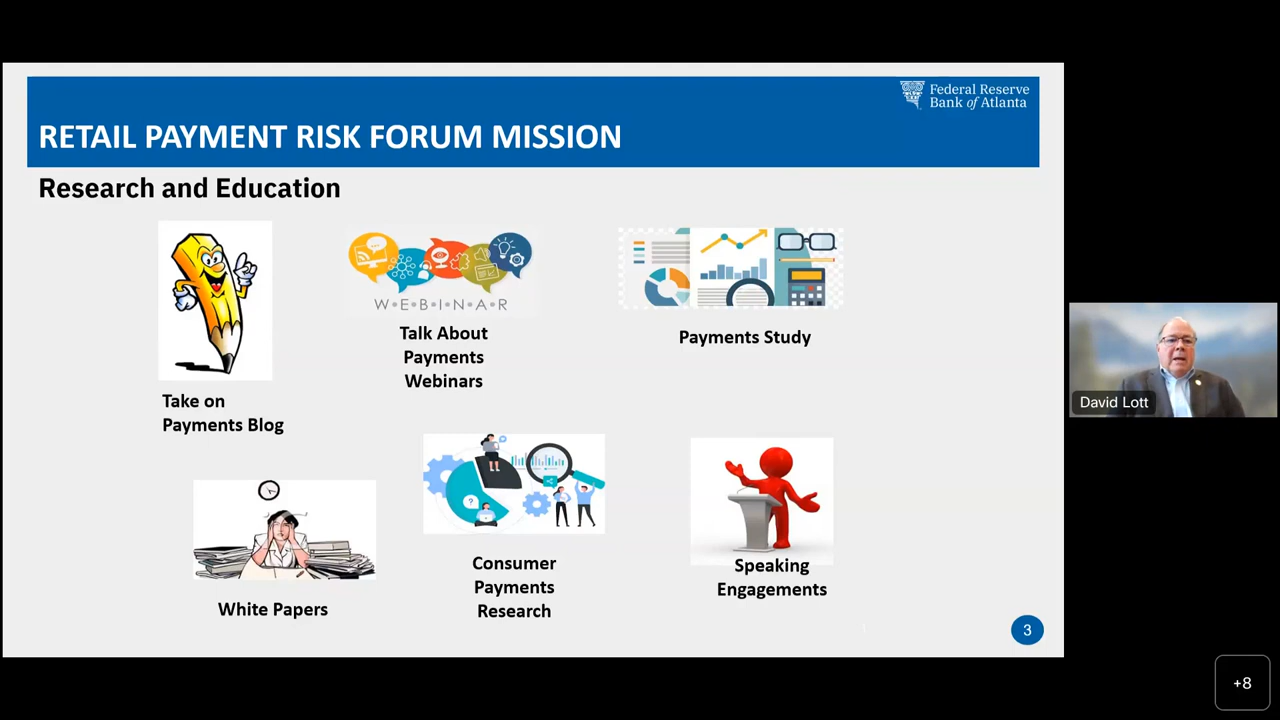 Federal Reserve
Bank of Atlanta
RETAIL PAYMENT RISK FORUM MISSION
Research and Education
W•E•B•I•N•A•R
Talk About
Payments
Webinars
Payments Study
Take on
Payments Blog
David Lott
?
White Papers
Consumer
Payments
Research
Speaking
Engagements
3
+8